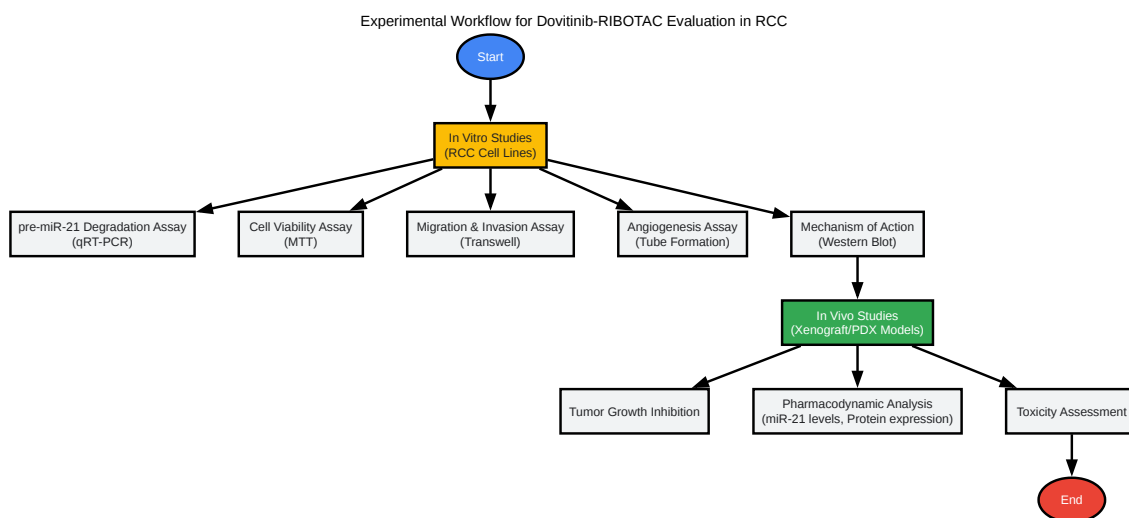 Experimental Workflow for Dovitinib-RIBOTAC Evaluation in RCC
Start
In Vitro Studies
(RCC Cell Lines)
pre-miR-21 Degradation Assay
(qRT-PCR)
Cell Viability Assay
(MTT)
Migration & Invasion Assay
(Transwell)
Angiogenesis Assay
(Tube Formation)
Mechanism of Action
(Western Blot)
In Vivo Studies
(Xenograft/PDX Models)
Tumor Growth Inhibition
Pharmacodynamic Analysis
(miR-21 levels, Protein expression)
Toxicity Assessment
End